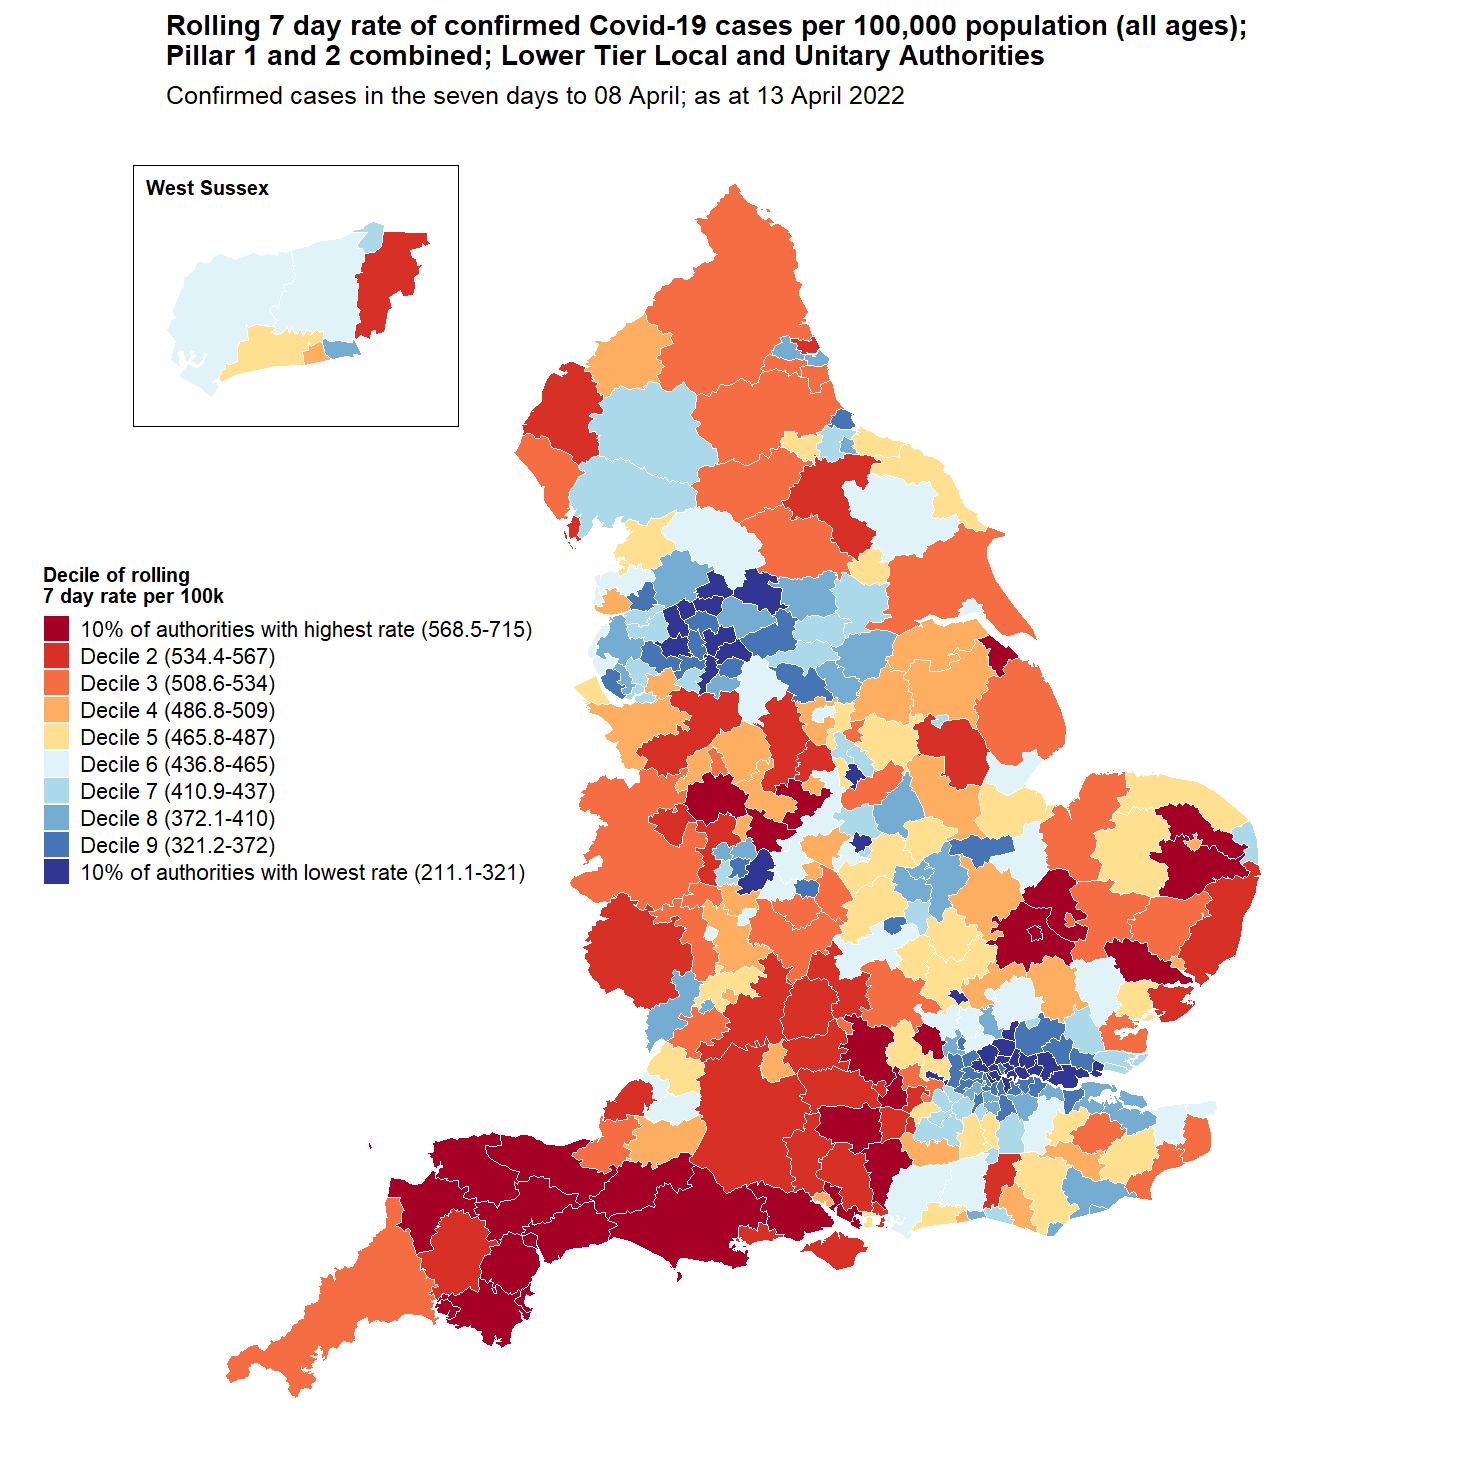 Rolling 7 day rate of confirmed Covid-19 cases per 100,000 population (all ages);
Pillar 1 and 2 combined; Lower Tier Local and Unitary Authorities
Confirmed cases in the seven days to 08 April; as at 13 April 2022
West Sussex
Decile of rolling
7 day rate per 100k
10% of authorities with highest rate (568.5-715)
Decile 2 (534.4-567)
Decile 3 (508.6-534)
Decile 4 (486.8-509)
Decile 5 (465.8-487)
Decile 6 (436.8-465)
Decile 7 (410.9-437)
Decile 8 (372.1-410)
Decile 9 (321.2-372)
10% of authorities with lowest rate (211.1-321)